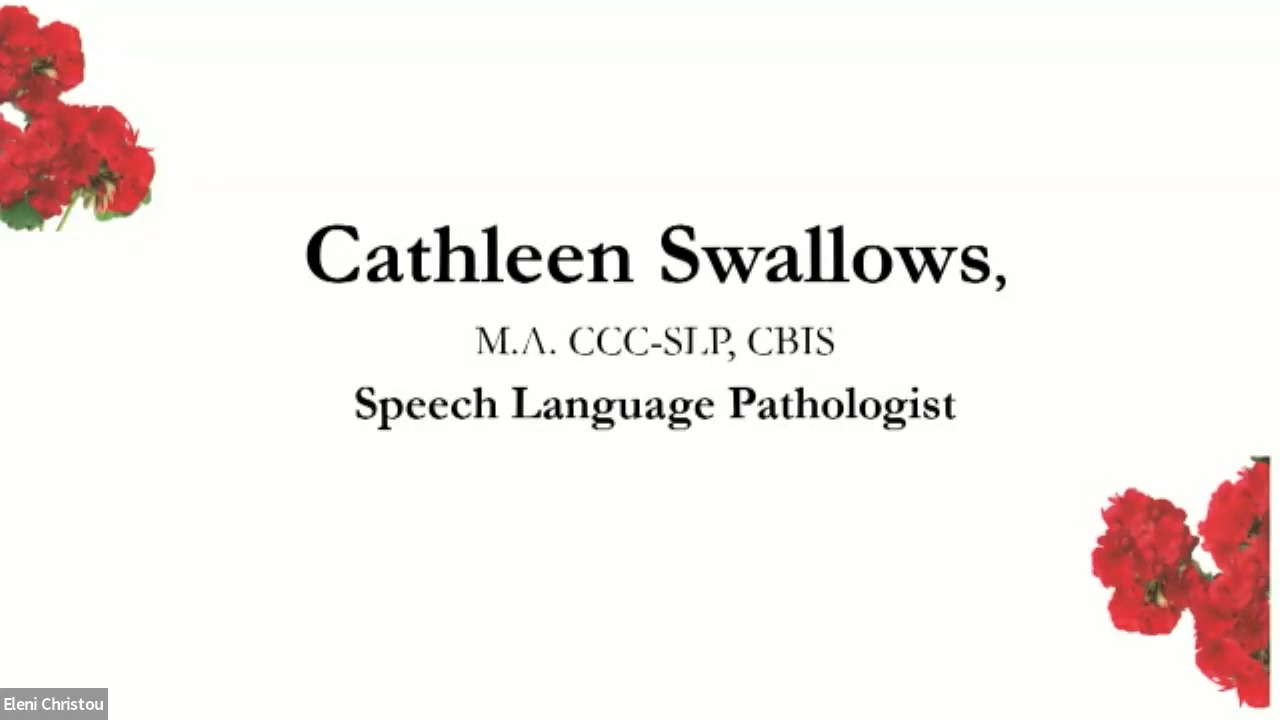 Cathleen Swallows,
M.A. CCC-SLP, CBIS
Speech Language Pathologist
Eleni Christou